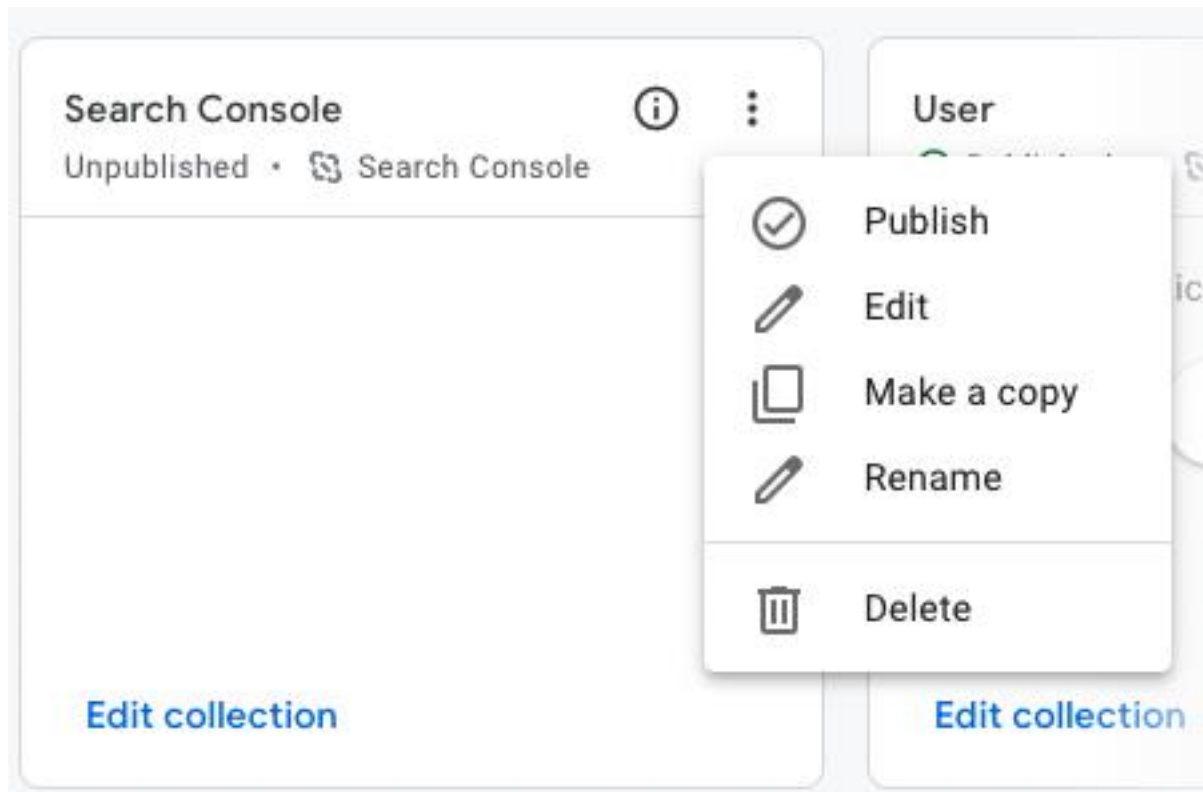 Search Console
Unpublished • Search Console
User
Publish
Edit
Make a copy
Rename
Delete
Edit collection
Edit collection